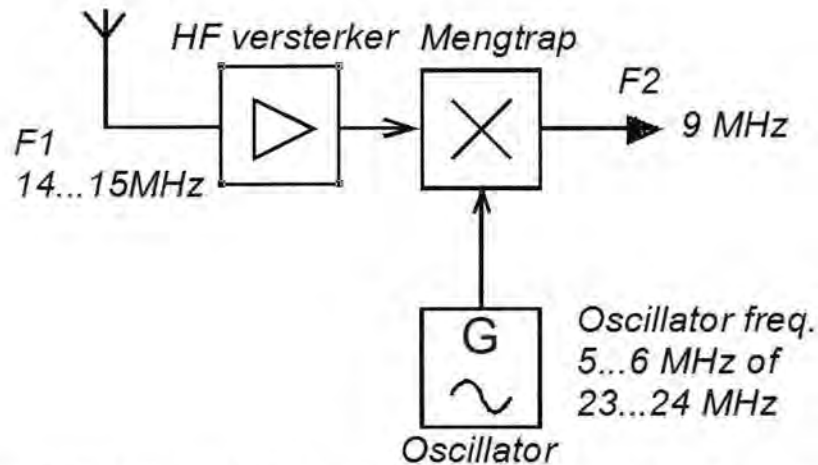 HF versterker Mengtrap
F1
14...15MHz
F2
9 MHz
G
Oscillator freq.
5...6 MHz of
23...24 MHz
Oscillator